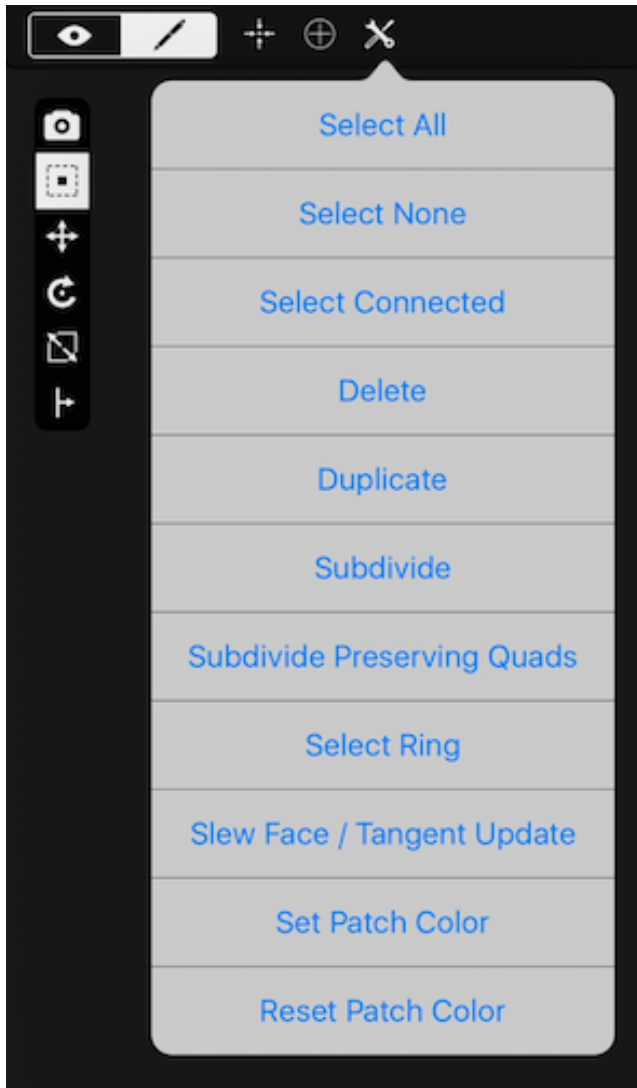 Select All
Select None
Select Connected
Delete
Duplicate
Subdivide
Subdivide Preserving Quads
Select Ring
Slew Face / Tangent Update
Set Patch Color
Reset Patch Color